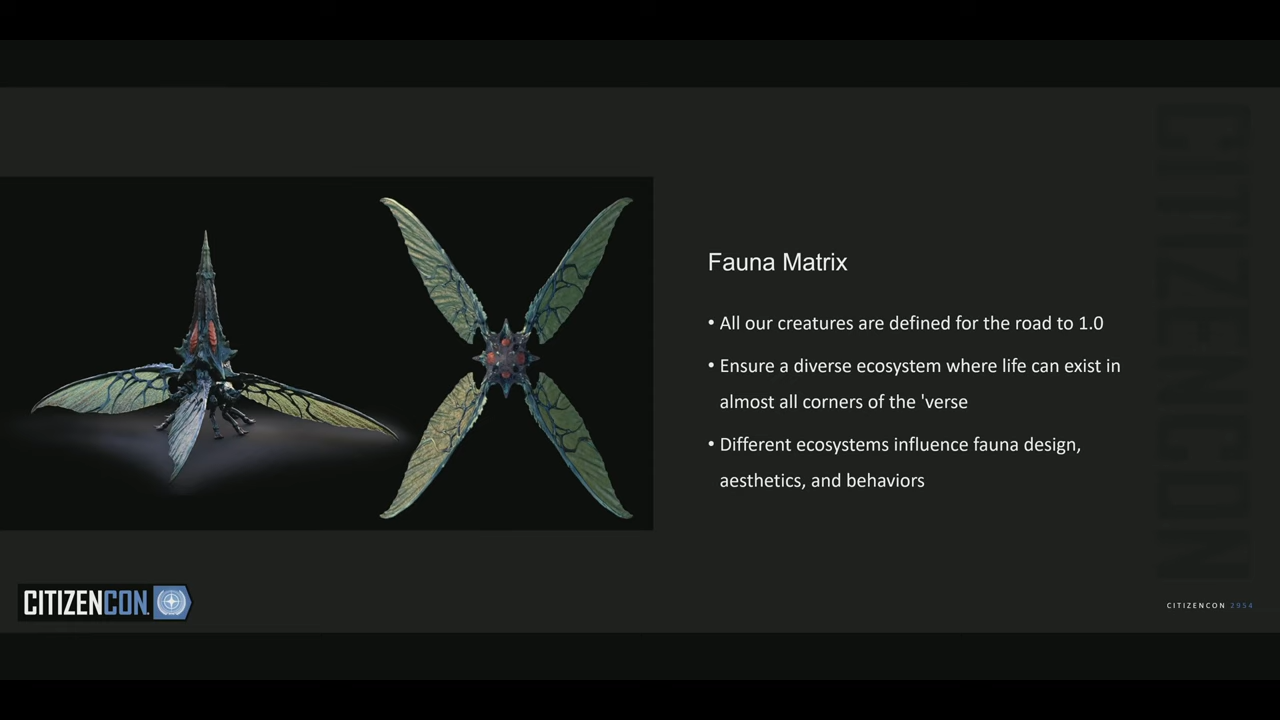 Fauna Matrix
• All our creatures are defined for the road to 1.0
• Ensure a diverse ecosystem where life can exist in
almost all corners of the 'verse
• Different ecosystems influence fauna design,
aesthetics, and behaviors
CITIZENCON
CITIZENCON.
CITIZENCON 2954